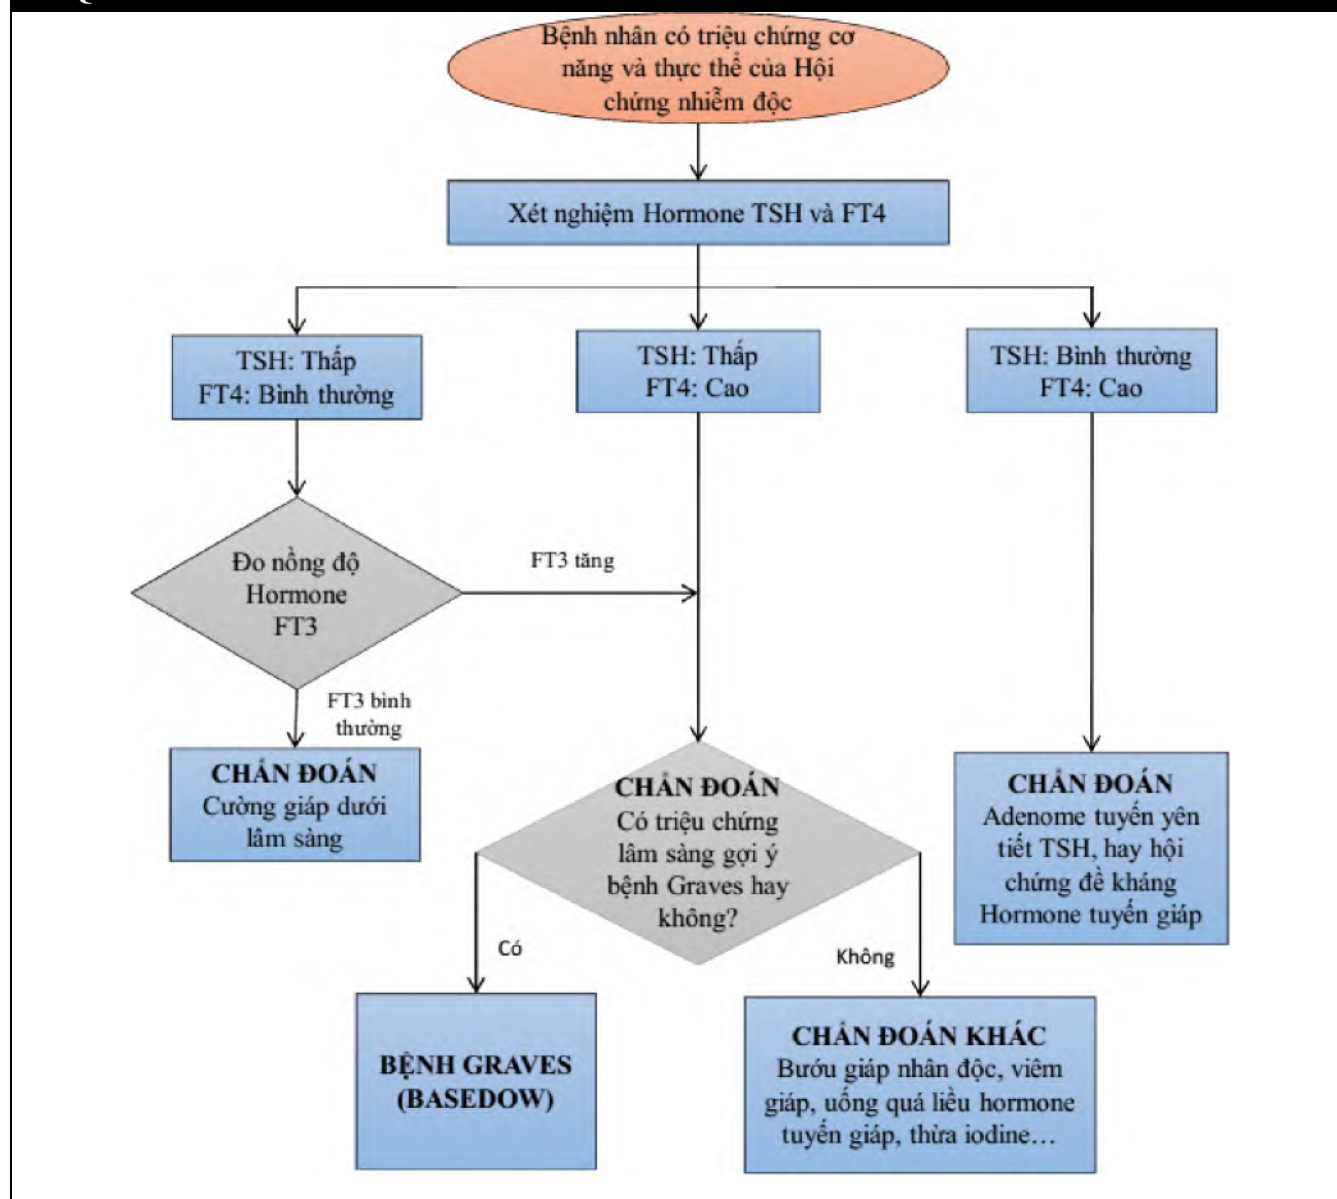 Bệnh nhân có triệu chứng cơ
năng và thực thể của Hội
chứng nhiễm độc
Xét nghiệm Hormone TSH và FT4
TSH: Thấp
FT4: Bình thường
TSH: Thấp
FT4: Cao
TSH: Bình thường
FT4: Cao
Đo nồng độ
Hormone
FT3
FT3 tăng
FT3 bình
thường
CHẨN ĐOÁN
Cường giáp dưới
lâm sàng
CHẨN ĐOÁN
Có triệu chứng
lâm sàng gợi ý
bệnh Graves hay
không?
CHẨN ĐOÁN
Adenome tuyến yên
tiết TSH, hay hội
chứng đề kháng
Hormone tuyến giáp
Có
Không
BỆNH GRAVES
(BASEDOW)
CHẨN ĐOÁN KHÁC
Bướu giáp nhân độc, viêm
giáp, uống quá liều hormone
tuyến giáp, thừa iodine…